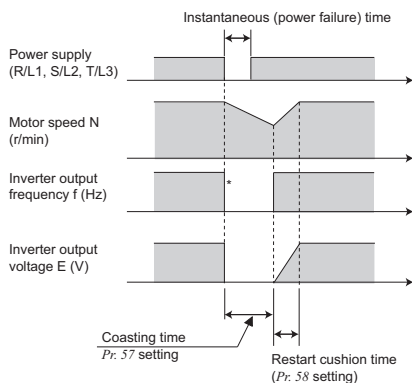 Instantaneous (power failure) time
Power supply
(R/L1, S/L2, T/L3)
Motor speed N
(r/min)
Inverter output
frequency f (Hz)
*
Inverter output
voltage E (V)
Coasting time
Pr. 57 setting
Restart cushion time
(Pr. 58 setting)